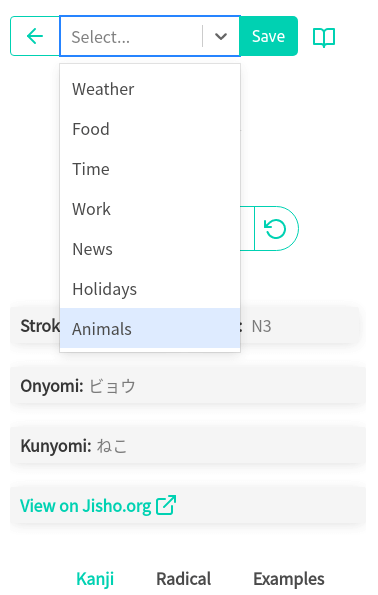 Select...
Save
Weather
Food
Time
Work
News
Holidays
Animals
Strok : N3
Onyomi: ビョウ
Kunyomi: ねこ
View on Jisho.org
Kanji Radical Examples